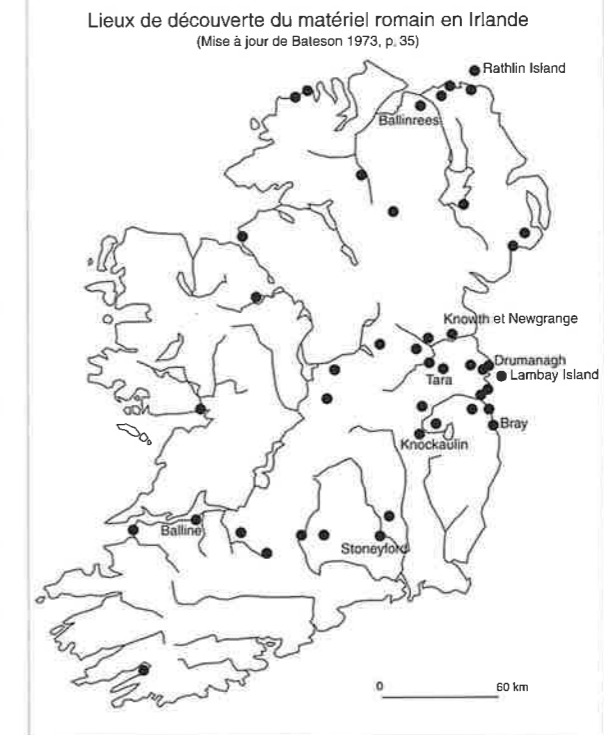 Lieux de découverte du matériel romain en Irlande
(Mise à jour de Bateson 1973, p. 35)
Rathlin Island
Ballinrees
Knowth et Newgrange
Drumanagh
Lambay Island
Tara
Bray
Knockaulin
Balline
Stoneyford
0 60 km